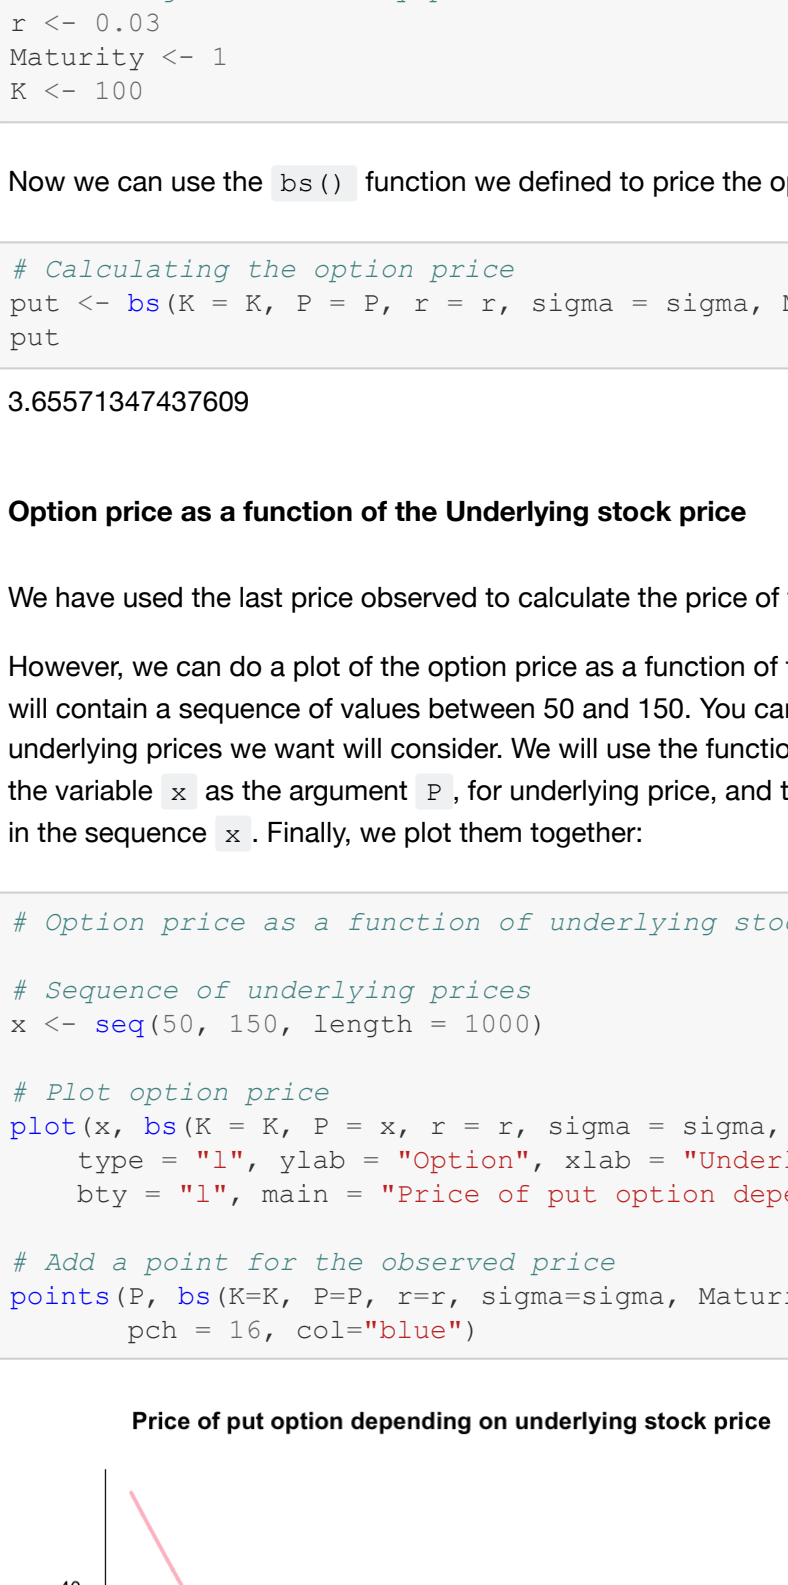 r <- 0.03
Maturity <- 1
K <- 100
Now we can use the bs() function we defined to price the
# Calculating the option price
put <- bs(K = K, P = P, r = r, sigma = sigma,
put
3.65571347437609
Option price as a function of the Underlying stock price
We have used the last price observed to calculate the price of
However, we can do a plot of the option price as a function of
will contain a sequence of values between 50 and 150. You
underlying prices we want will consider. We will use the
the variable x as the argument P, for underlying price, and
in the sequence x. Finally, we plot them together:
# Option price as a function of underlying
# Sequence of underlying prices
x <- seq(50, 150, length = 1000)
# Plot option price
plot(x, bs(K = K, P = x, r = r, sigma = sigma,
type = "l", ylab = "Option", xlab =
bty = "l", main = "Price of put option
# Add a point for the observed price
points(P, bs(K=K, P=P, r=r, sigma=sigma,
pch = 16, col="blue")
Price of put option depending on underlying stock price